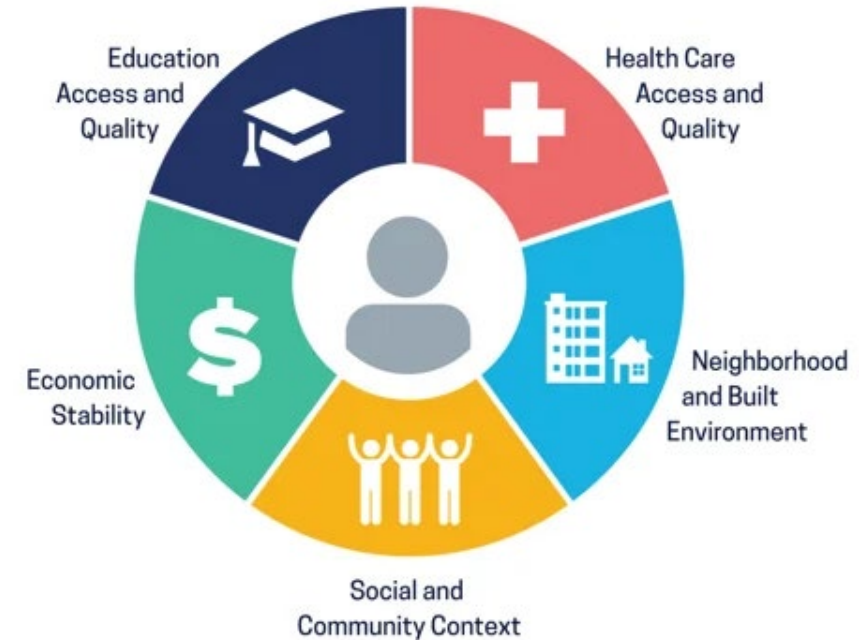 Education
Access and
Quality
Health Care
Access and
Quality
$
Economic
Stability
Neighborhood
and Built
Environment
Social and
Community Context